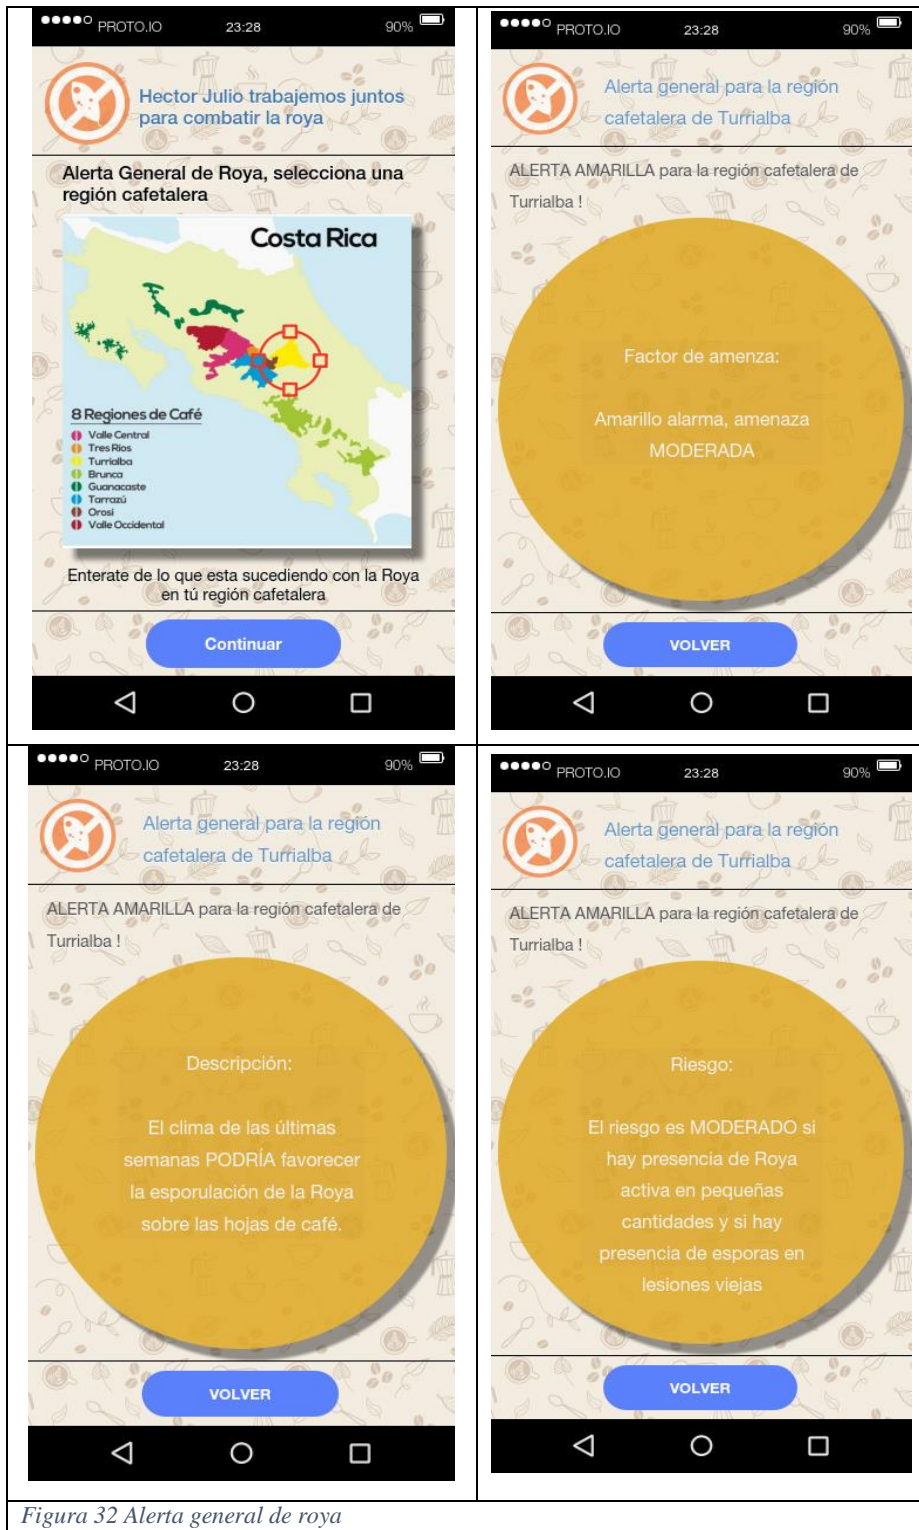 PROTO.IO 23:28 90%
Hector Julio trabajemos juntos
para combatir la roya
Alerta General de Roya, selecciona una
región cafetalera
Costa Rica
8 Regiones de Café
Valle Central
Tres Ríos
Turrialba
Brunca
Guanacaste
Tarrazú
Orosi
Valle Occidental
Enterate de lo que esta sucediendo con la Roya
en tú región cafetalera
Continuar
PROTO.IO 23:28 90%
Alerta general para la región
cafetalera de Turrialba
ALERTA AMARILLA para la región cafetalera de
Turrialba !
Factor de amenza:
Amarillo alarma, amenaza
MODERADA
VOLVER
PROTO.IO 23:28 90%
Alerta general para la región
cafetalera de Turrialba
ALERTA AMARILLA para la región cafetalera de
Turrialba !
Descripción:
El clima de las últimas
semanas PODRÍA favorecer
la esporulación de la Roya
sobre las hojas de café.
VOLVER
PROTO.IO 23:28 90%
Alerta general para la región
cafetalera de Turrialba
ALERTA AMARILLA para la región cafetalera de
Turrialba !
Riesgo:
El riesgo es MODERADO si
hay presencia de Roya
activa en pequeñas
cantidades y si hay
presencia de esporas en
lesiones viejas
VOLVER
Figura 32 Alerta general de roya